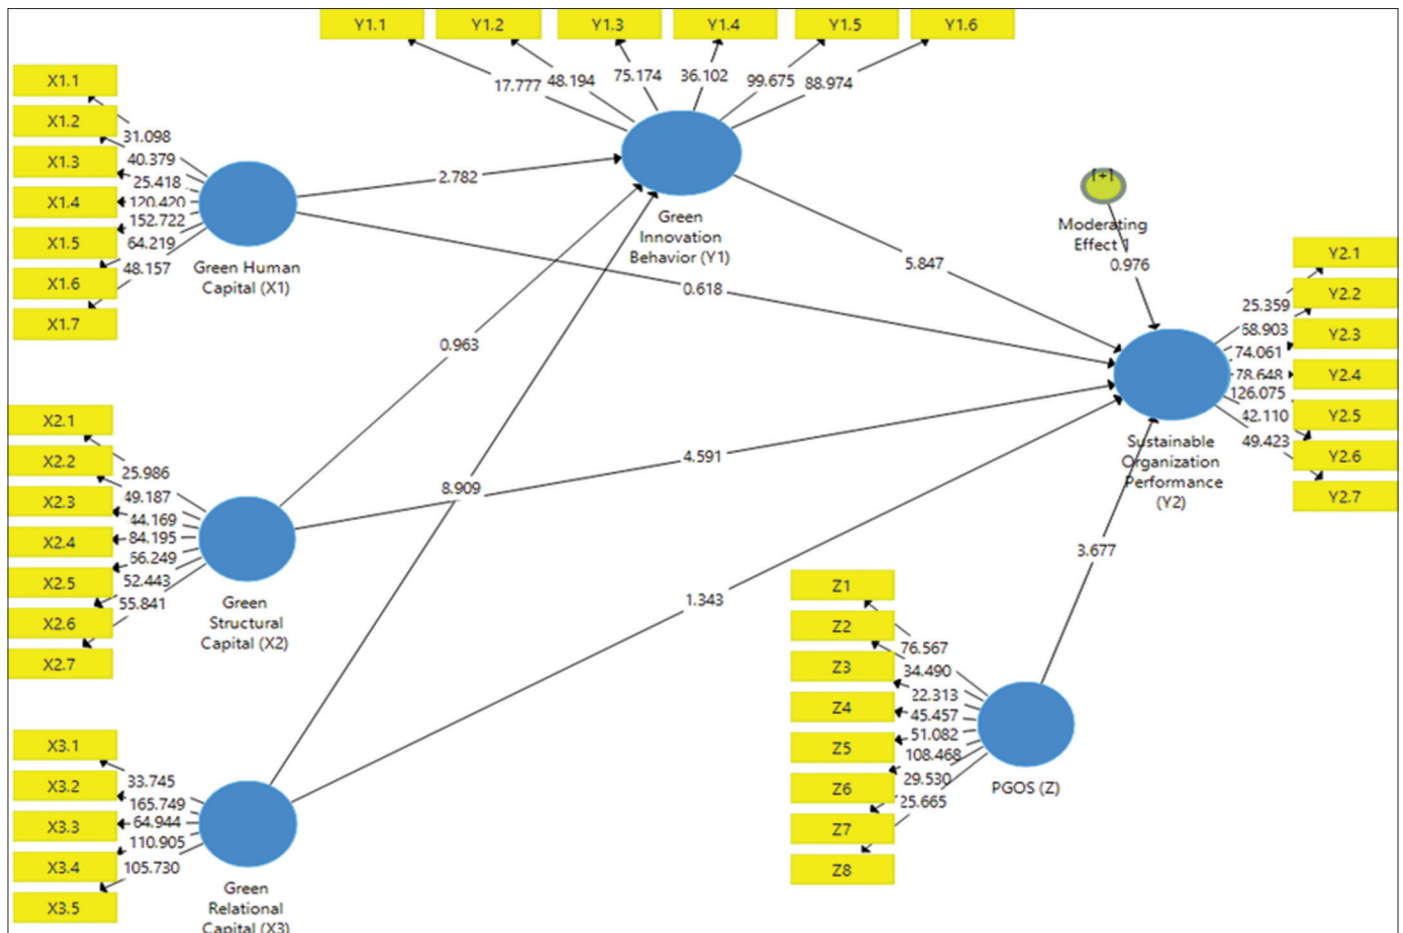 Y1.1
Y1.2
Y1.3
Y1.4
Y1.5
Y1.6
17.777
48.194
75.174
36.102
99.675
88.974
X1.1
X1.2
X1.3
X1.4
X1.5
X1.6
X1.7
31.098
40.379
25.418
120.420
152.722
64.219
48.157
Green Human
Capital (X1)
2.782
Green
Innovation
Behavior (Y1)
0.618
5.847
[+]
Moderating
Effect 1
0.976
Y2.1
Y2.2
Y2.3
Y2.4
Y2.5
Y2.6
Y2.7
25.359
68.903
74.061
78.648
126.075
42.110
49.423
Sustainable
Organization
Performance
(Y2)
0.963
X2.1
X2.2
X2.3
X2.4
X2.5
X2.6
X2.7
25.986
49.187
44.169
84.195
66.249
52.443
55.841
Green
Structural
Capital (X2)
4.591
8.909
1.343
3.677
Z1
Z2
Z3
Z4
Z5
Z6
Z7
Z8
76.567
34.490
22.313
45.457
51.082
108.468
29.530
25.665
PGOS (Z)
X3.1
X3.2
X3.3
X3.4
X3.5
33.745
165.749
64.944
110.905
105.730
Green
Relational
Capital (X3)